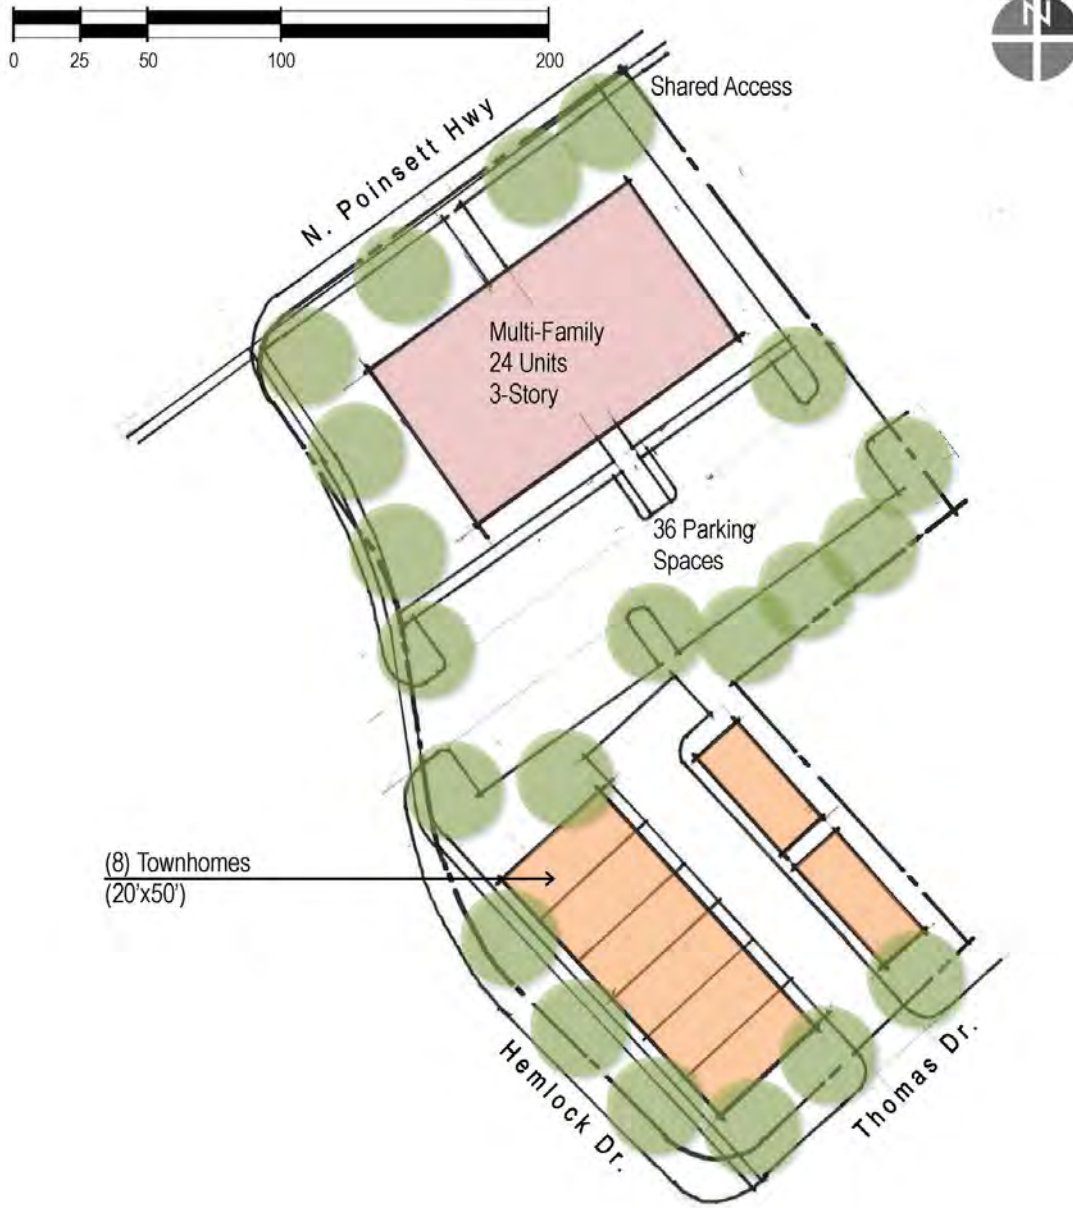 0 25 50 100 200
N
Shared Access
N. Poinsett Hwy
Multi-Family
24 Units
3-Story
36 Parking
Spaces
(8) Townhomes
(20'x50')
Hemlock Dr.
Thomas Dr.